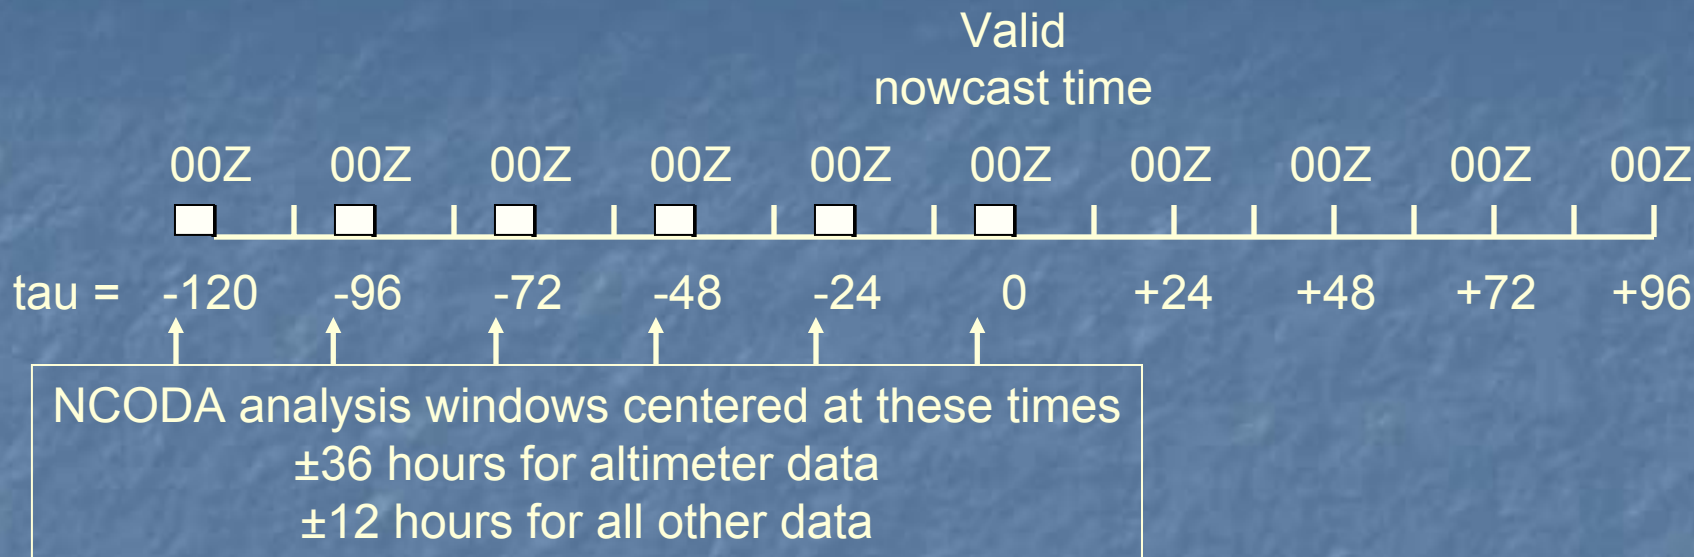 Valid
nowcast time
00Z 00Z 00Z 00Z 00Z 00Z 00Z 00Z 00Z 00Z
tau = -120 -96 -72 -48 -24 0 +24 +48 +72 +96
NCODA analysis windows centered at these times
±36 hours for altimeter data
±12 hours for all other data